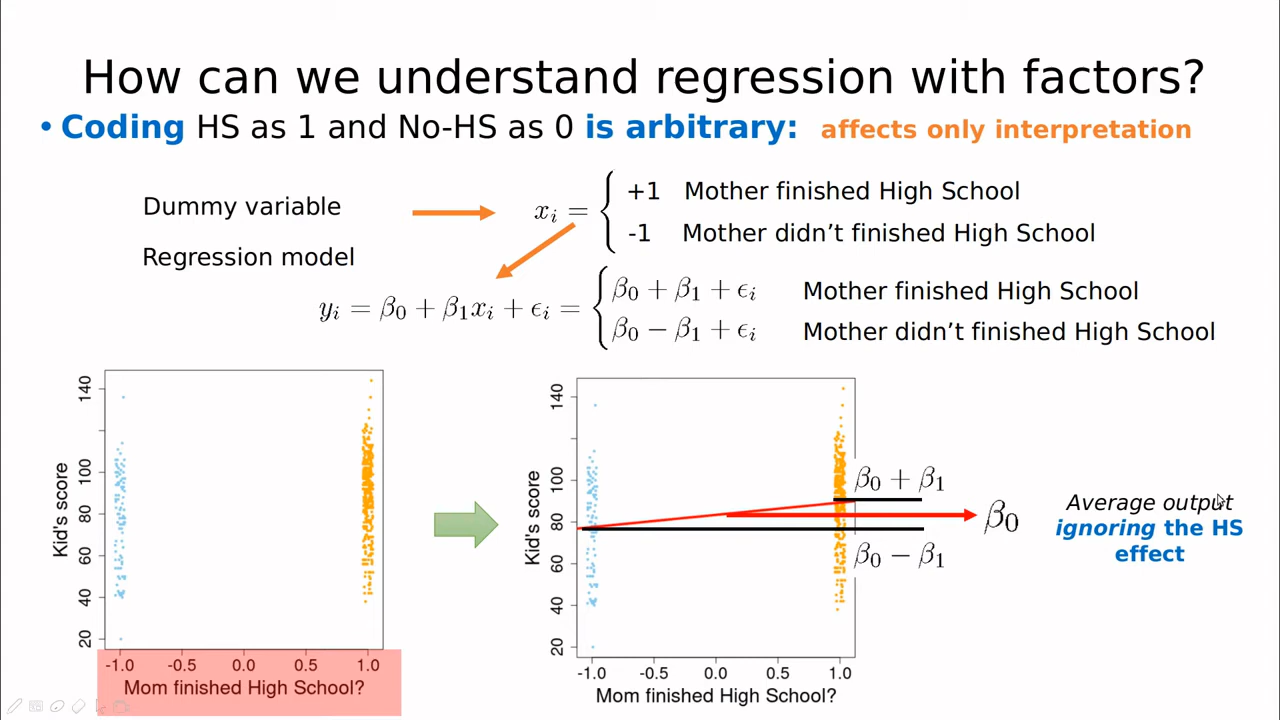 How can we understand regression with factors?
• Coding HS as 1 and No-HS as 0 is arbitrary: affects only interpretation
Dummy variable
x_i = { +1 Mother finished High School
-1 Mother didn’t finished High School
Regression model
y_i = β_0 + β_1 x_i + ε_i = { β_0 + β_1 + ε_i Mother finished High School
β_0 − β_1 + ε_i Mother didn’t finished High School
Kid's score
140
100
80
60
40
20
-1.0 -0.5 0.0 0.5 1.0
Mom finished High School?
Kid's score
140
100
80
60
40
20
-1.0 -0.5 0.0 0.5 1.0
Mom finished High School?
β_0 + β_1
β_0
β_0 − β_1
Average output
ignoring the HS
effect